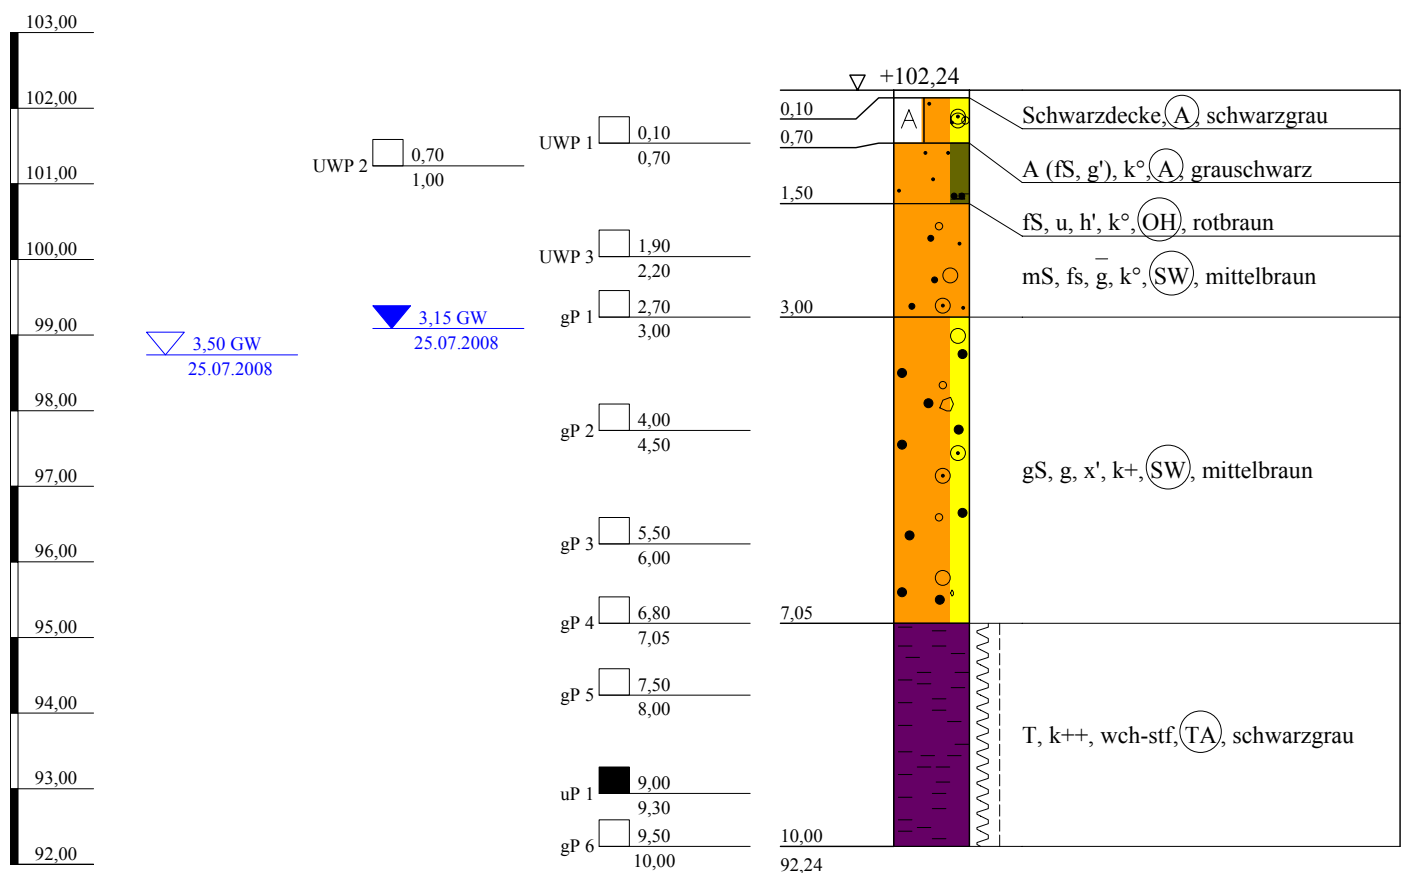 103,00
102,00
101,00
100,00
99,00
98,00
97,00
96,00
95,00
94,00
93,00
92,00
3,50 GW
25.07.2008
3,15 GW
25.07.2008
UWP 2 0,70
1,00
UWP 1 0,10
0,70
UWP 3 1,90
2,20
gP 1 2,70
3,00
gP 2 4,00
4,50
gP 3 5,50
6,00
gP 4 6,80
7,05
gP 5 7,50
8,00
uP 1 9,00
9,30
gP 6 9,50
10,00
+102,24
0,10
0,70
1,50
3,00
7,05
10,00
92,24
A
Schwarzdecke, A, schwarzgrau
A (fS, g'), k°, A, grauschwarz
fS, u, h', k°, OH, rotbraun
mS, fs, g̅, k°, SW, mittelbraun
gS, g, x', k+, SW, mittelbraun
T, k++, wch-stf, TA, schwarzgrau